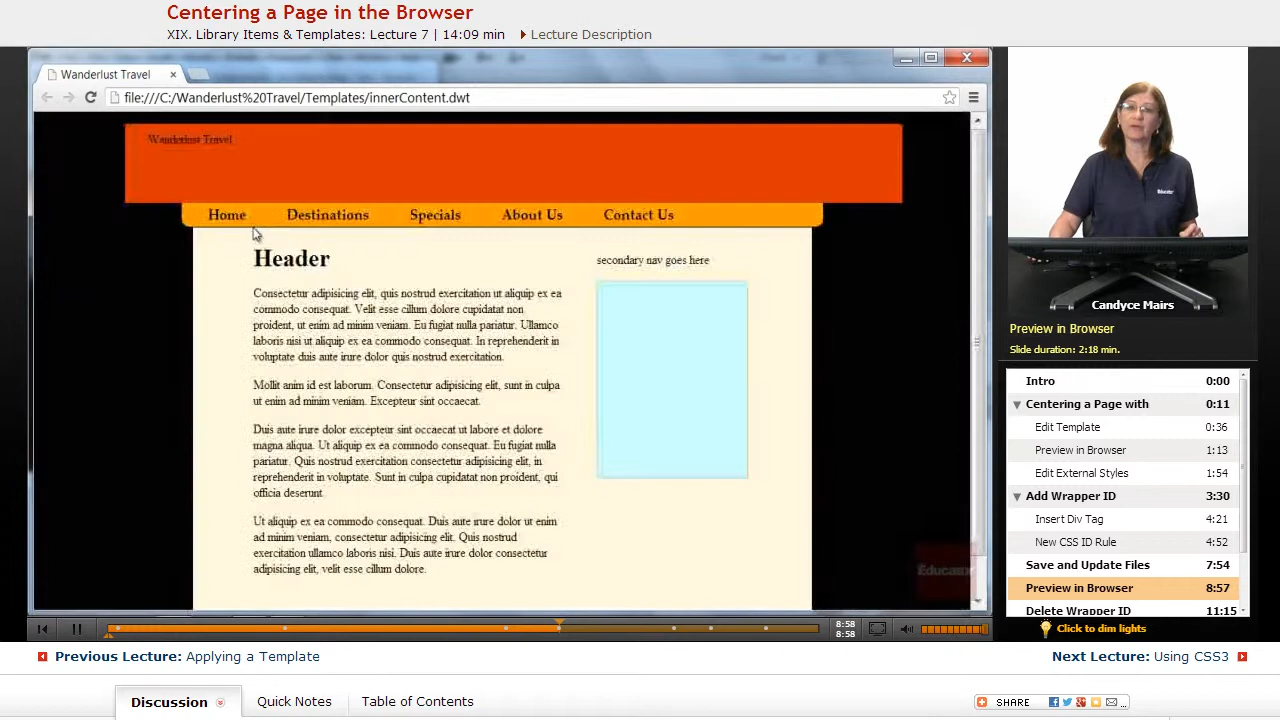 Centering a Page in the Browser
XIX. Library Items & Templates: Lecture 7 | 14:09 min
Lecture Description
Wanderlust Travel
file:///C:/Wanderlust%20Travel/Templates/innerContent.dwt
Wanderlust Travel
Home Destinations Specials About Us Contact Us
Header
secondary nav goes here
Consectetur adipisicing elit, quis nostrud exercitation ut aliquip ex ea
commodo consequat. Velit esse cillum dolore cupidatat non
proident, ut enim ad minim veniam. Eu fugiat nulla pariatur. Ullamco
laboris nisi ut aliquip ex ea commodo consequat. In reprehenderit in
voluptate duis aute irure dolor quis nostrud exercitation.
Mollit anim id est laborum. Consectetur adipisicing elit, sunt in culpa
ut enim ad minim veniam. Excepteur sint occaecat.
Duis aute irure dolor excepteur sint occaecat ut labore et dolore
magna aliqua. Ut aliquip ex ea commodo consequat. Eu fugiat nulla
pariatur. Quis nostrud exercitation consectetur adipisicing elit, in
reprehenderit in voluptate. Sunt in culpa cupidatat non proident, qui
officia deserunt
Ut aliquip ex ea commodo consequat. Duis aute irure dolor ut enim
ad minim veniam, consectetur adipisicing elit. Quis nostrud
exercitation ullamco laboris nisi. Duis aute irure dolor consectetur
adipisicing elit, velit esse cillum dolore.
Educator
Candyce Mairs
Preview in Browser
Slide duration: 2:18 min.
Intro 0:00
Centering a Page with 0:11
Edit Template 0:36
Preview in Browser 1:13
Edit External Styles 1:54
Add Wrapper ID 3:30
Insert Div Tag 4:21
New CSS ID Rule 4:52
Save and Update Files 7:54
Preview in Browser 8:57
Delete Wrapper ID 11:15
Click to dim lights
8:58
8:58
Previous Lecture: Applying a Template
Next Lecture: Using CSS3
Discussion Quick Notes Table of Contents
SHARE